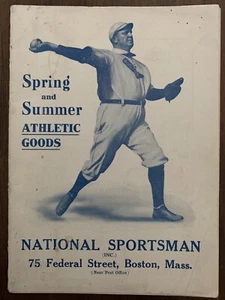 Spring
and
Summer
ATHLETIC
GOODS
NATIONAL SPORTSMAN
(INC.)
75 Federal Street, Boston, Mass.
(Near Post Office)